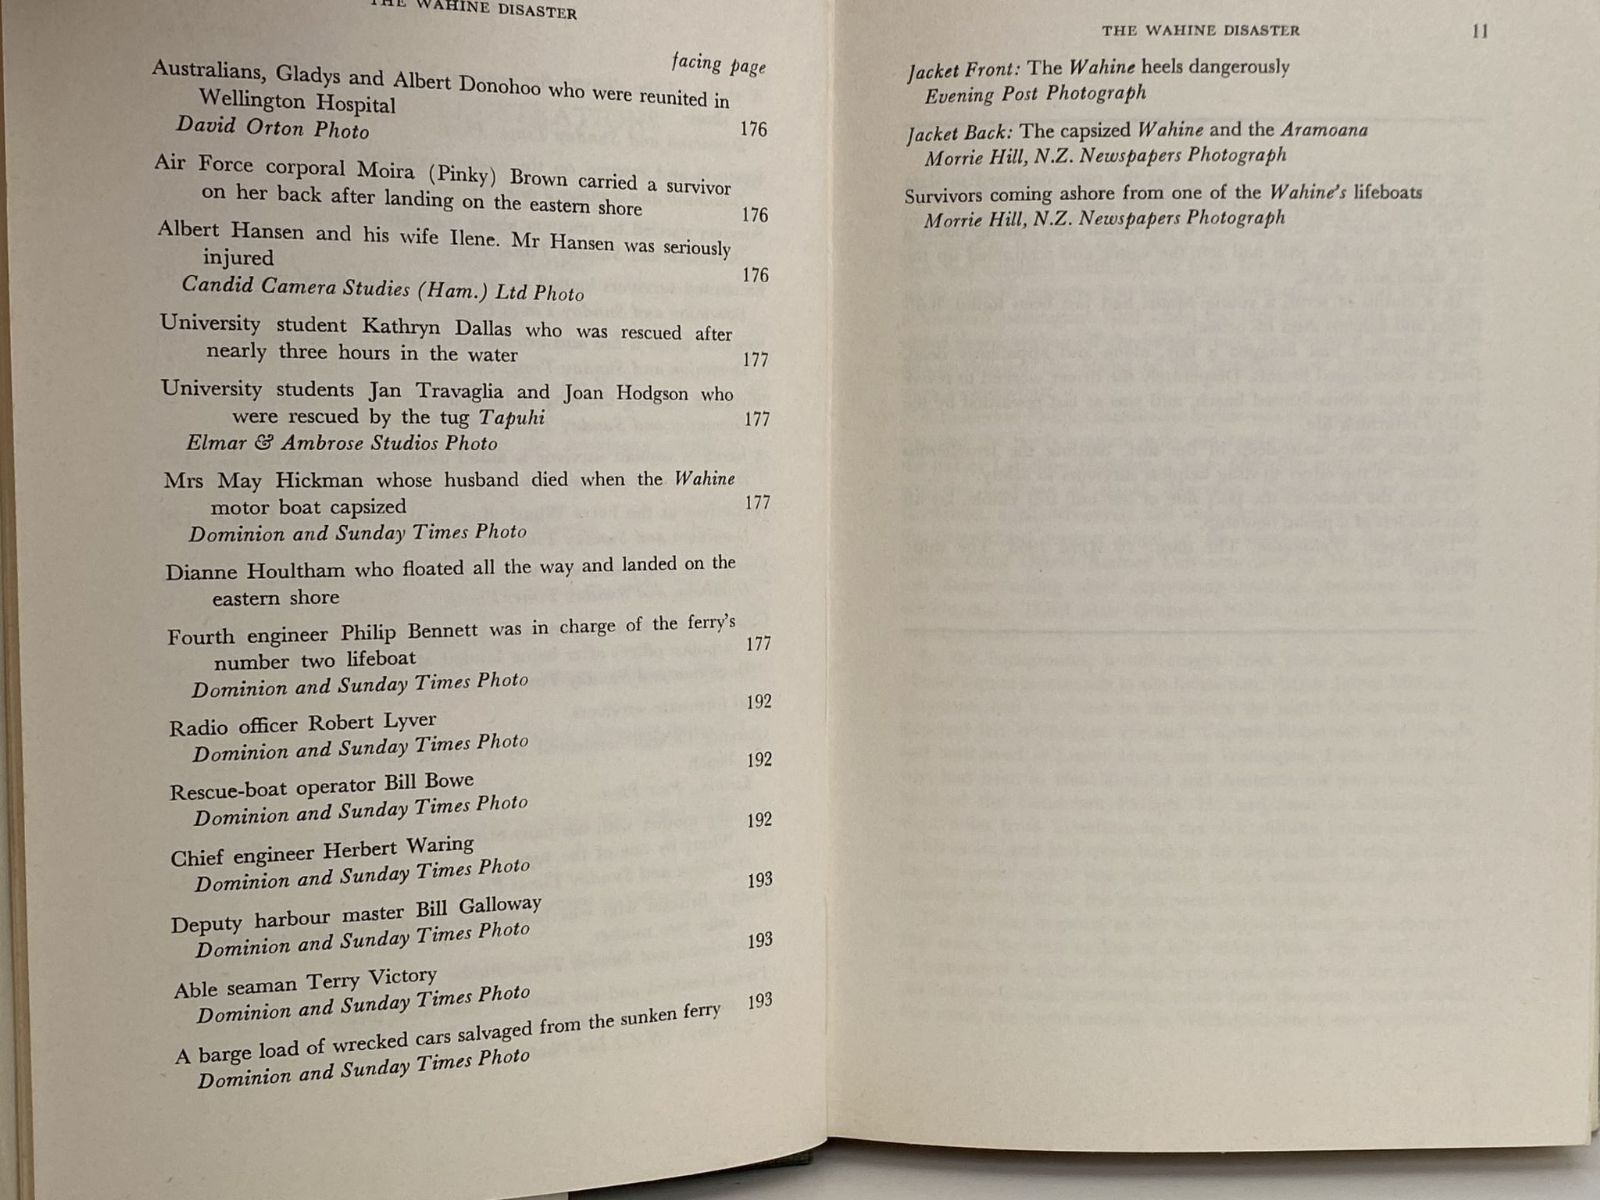 THE WAHINE DISASTER
facing page
Australians, Gladys and Albert Donohoo who were reunited in
Wellington Hospital 176
David Orton Photo
Air Force corporal Moira (Pinky) Brown carried a survivor
on her back after landing on the eastern shore 176
Albert Hansen and his wife Ilene. Mr Hansen was seriously
injured 176
Candid Camera Studies (Ham.) Ltd Photo
University student Kathryn Dallas who was rescued after
nearly three hours in the water 177
University students Jan Travaglia and Joan Hodgson who
were rescued by the tug Tapuhi 177
Elmar & Ambrose Studios Photo
Mrs May Hickman whose husband died when the Wahine
motor boat capsized 177
Dominion and Sunday Times Photo
Dianne Houltham who floated all the way and landed on the
eastern shore
Fourth engineer Philip Bennett was in charge of the ferry's
number two lifeboat 177
Dominion and Sunday Times Photo
192
Radio officer Robert Lyver
Dominion and Sunday Times Photo
192
Rescue-boat operator Bill Bowe
Dominion and Sunday Times Photo
192
Chief engineer Herbert Waring
Dominion and Sunday Times Photo
193
Deputy harbour master Bill Galloway
Dominion and Sunday Times Photo
193
Able seaman Terry Victory
Dominion and Sunday Times Photo
193
A barge load of wrecked cars salvaged from the sunken ferry
Dominion and Sunday Times Photo
THE WAHINE DISASTER 11
Jacket Front: The Wahine heels dangerously
Evening Post Photograph
Jacket Back: The capsized Wahine and the Aramoana
Morrie Hill, N.Z. Newspapers Photograph
Survivors coming ashore from one of the Wahine's lifeboats
Morrie Hill, N.Z. Newspapers Photograph